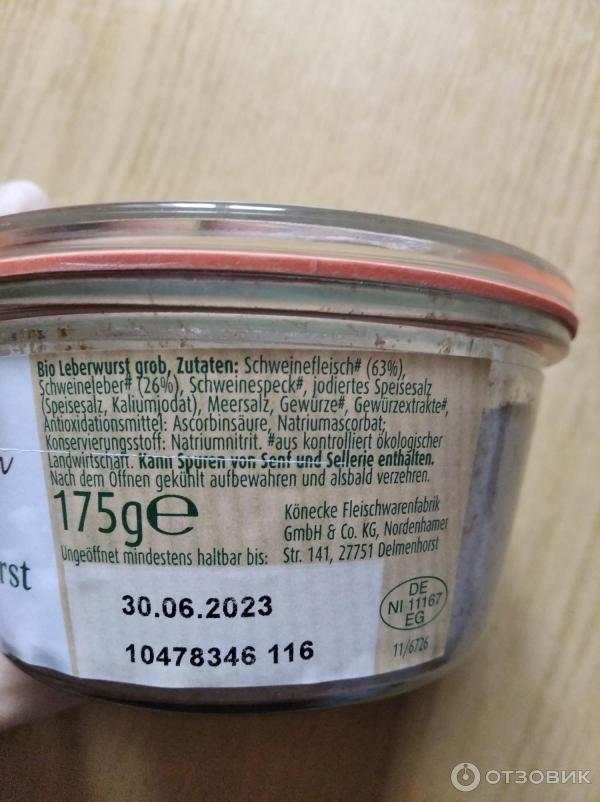 Bio Leberwurst grob, Zutaten: Schweinefleisch# (63%),
Schweineleber# (26%), Schweinespeck#, jodiertes Speisesalz
(Speisesalz, Kaliumjodat), Meersalz, Gewürze#, Gewürzextrakte#,
Antioxidationsmittel: Ascorbinsäure, Natriumascorbat;
Konservierungsstoff: Natriumnitrit. #aus kontrolliert ökologischer
Landwirtschaft. Kann Spuren von Senf und Sellerie enthalten.
Nach dem Öffnen gekühlt aufbewahren und alsbald verzehren.
175g℮
Könecke Fleischwarenfabrik
GmbH & Co. KG, Nordenhamer
Str. 141, 27751 Delmenhorst
Ungeöffnet mindestens haltbar bis:
rst
30.06.2023
10478346 116
DE
NI 11167
EG
11/6726
ОТЗОВИК